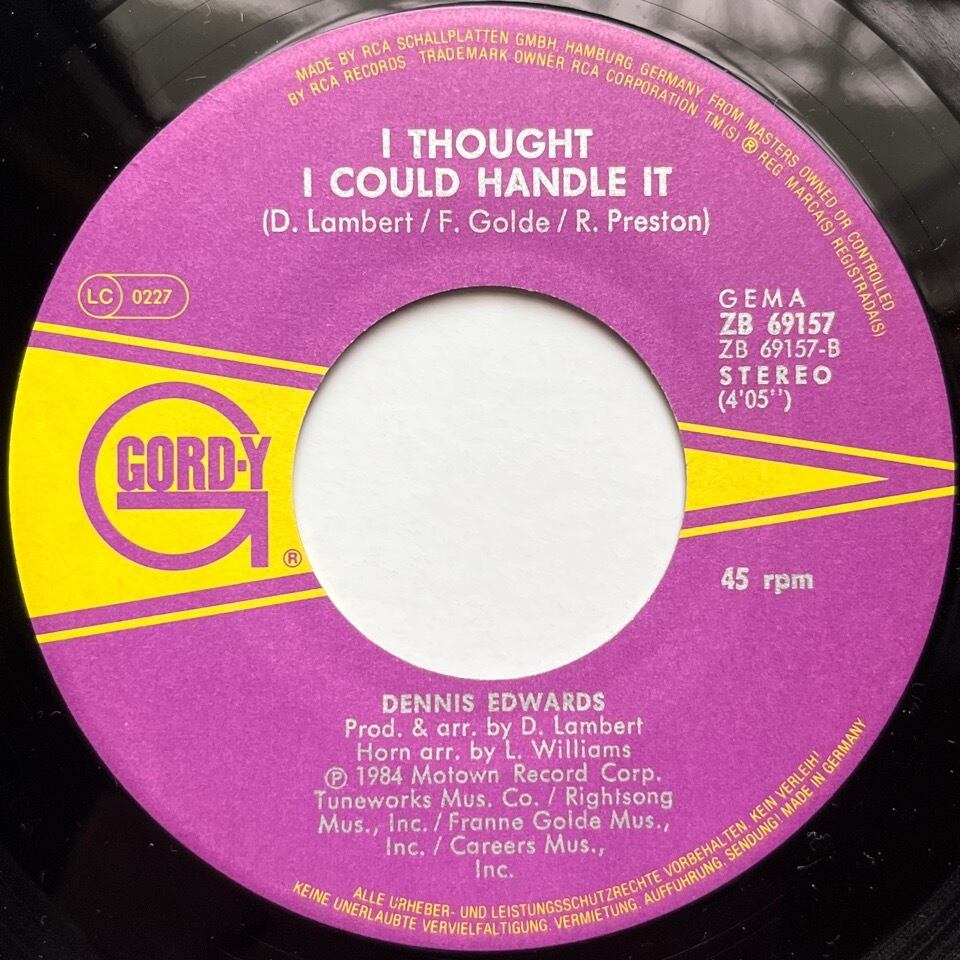 MADE BY RCA SCHALLPLATTEN GMBH, HAMBURG, GERMANY, FROM MASTERS OWNED OR CONTROLLED
BY RCA RECORDS TRADEMARK OWNER RCA CORPORATION. TM(S) ® REG. MARCA(S) REGISTRADA(S)
I THOUGHT
I COULD HANDLE IT
(D. Lambert / F. Golde / R. Preston)
LC 0227
GEMA
ZB 69157
ZB 69157-B
STEREO
(4'05'')
GORD-Y
®
45 rpm
DENNIS EDWARDS
Prod. & arr. by D. Lambert
Horn arr. by L. Williams
Ⓟ 1984 Motown Record Corp.
Tuneworks Mus. Co. / Rightsong
Mus., Inc. / Franne Golde Mus.,
Inc. / Careers Mus.,
Inc.
ALLE URHEBER- UND LEISTUNGSSCHUTZRECHTE VORBEHALTEN. KEIN VERLEIH!
KEINE UNERLAUBTE VERVIELFÄLTIGUNG, VERMIETUNG, AUFFÜHRUNG, SENDUNG! MADE IN GERMANY